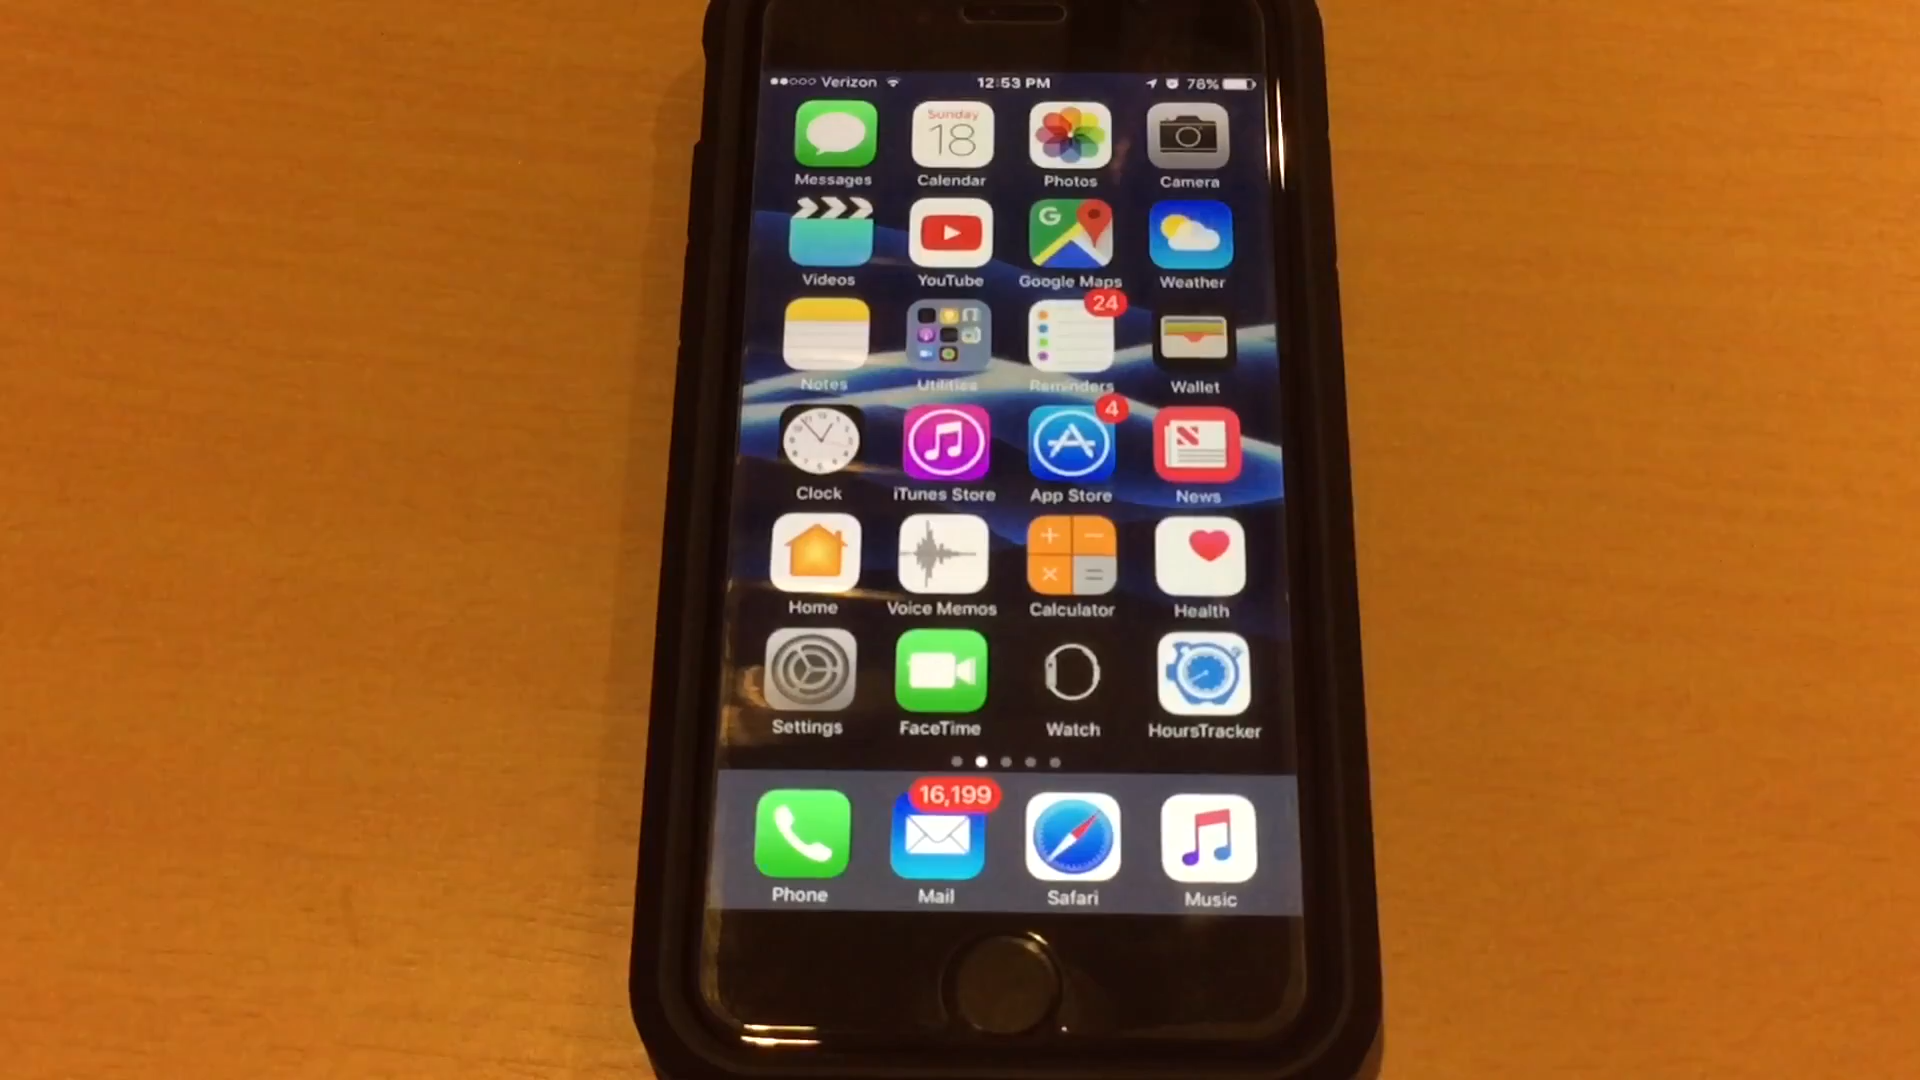 Verizon 12:53 PM 76%
Sunday
18
Messages Calendar Photos Camera
G
Videos YouTube Google Maps Weather
24
Notes Utilities Reminders Wallet
4
Clock iTunes Store App Store News
Home Voice Memos Calculator Health
Settings FaceTime Watch HoursTracker
16,199
Phone Mail Safari Music